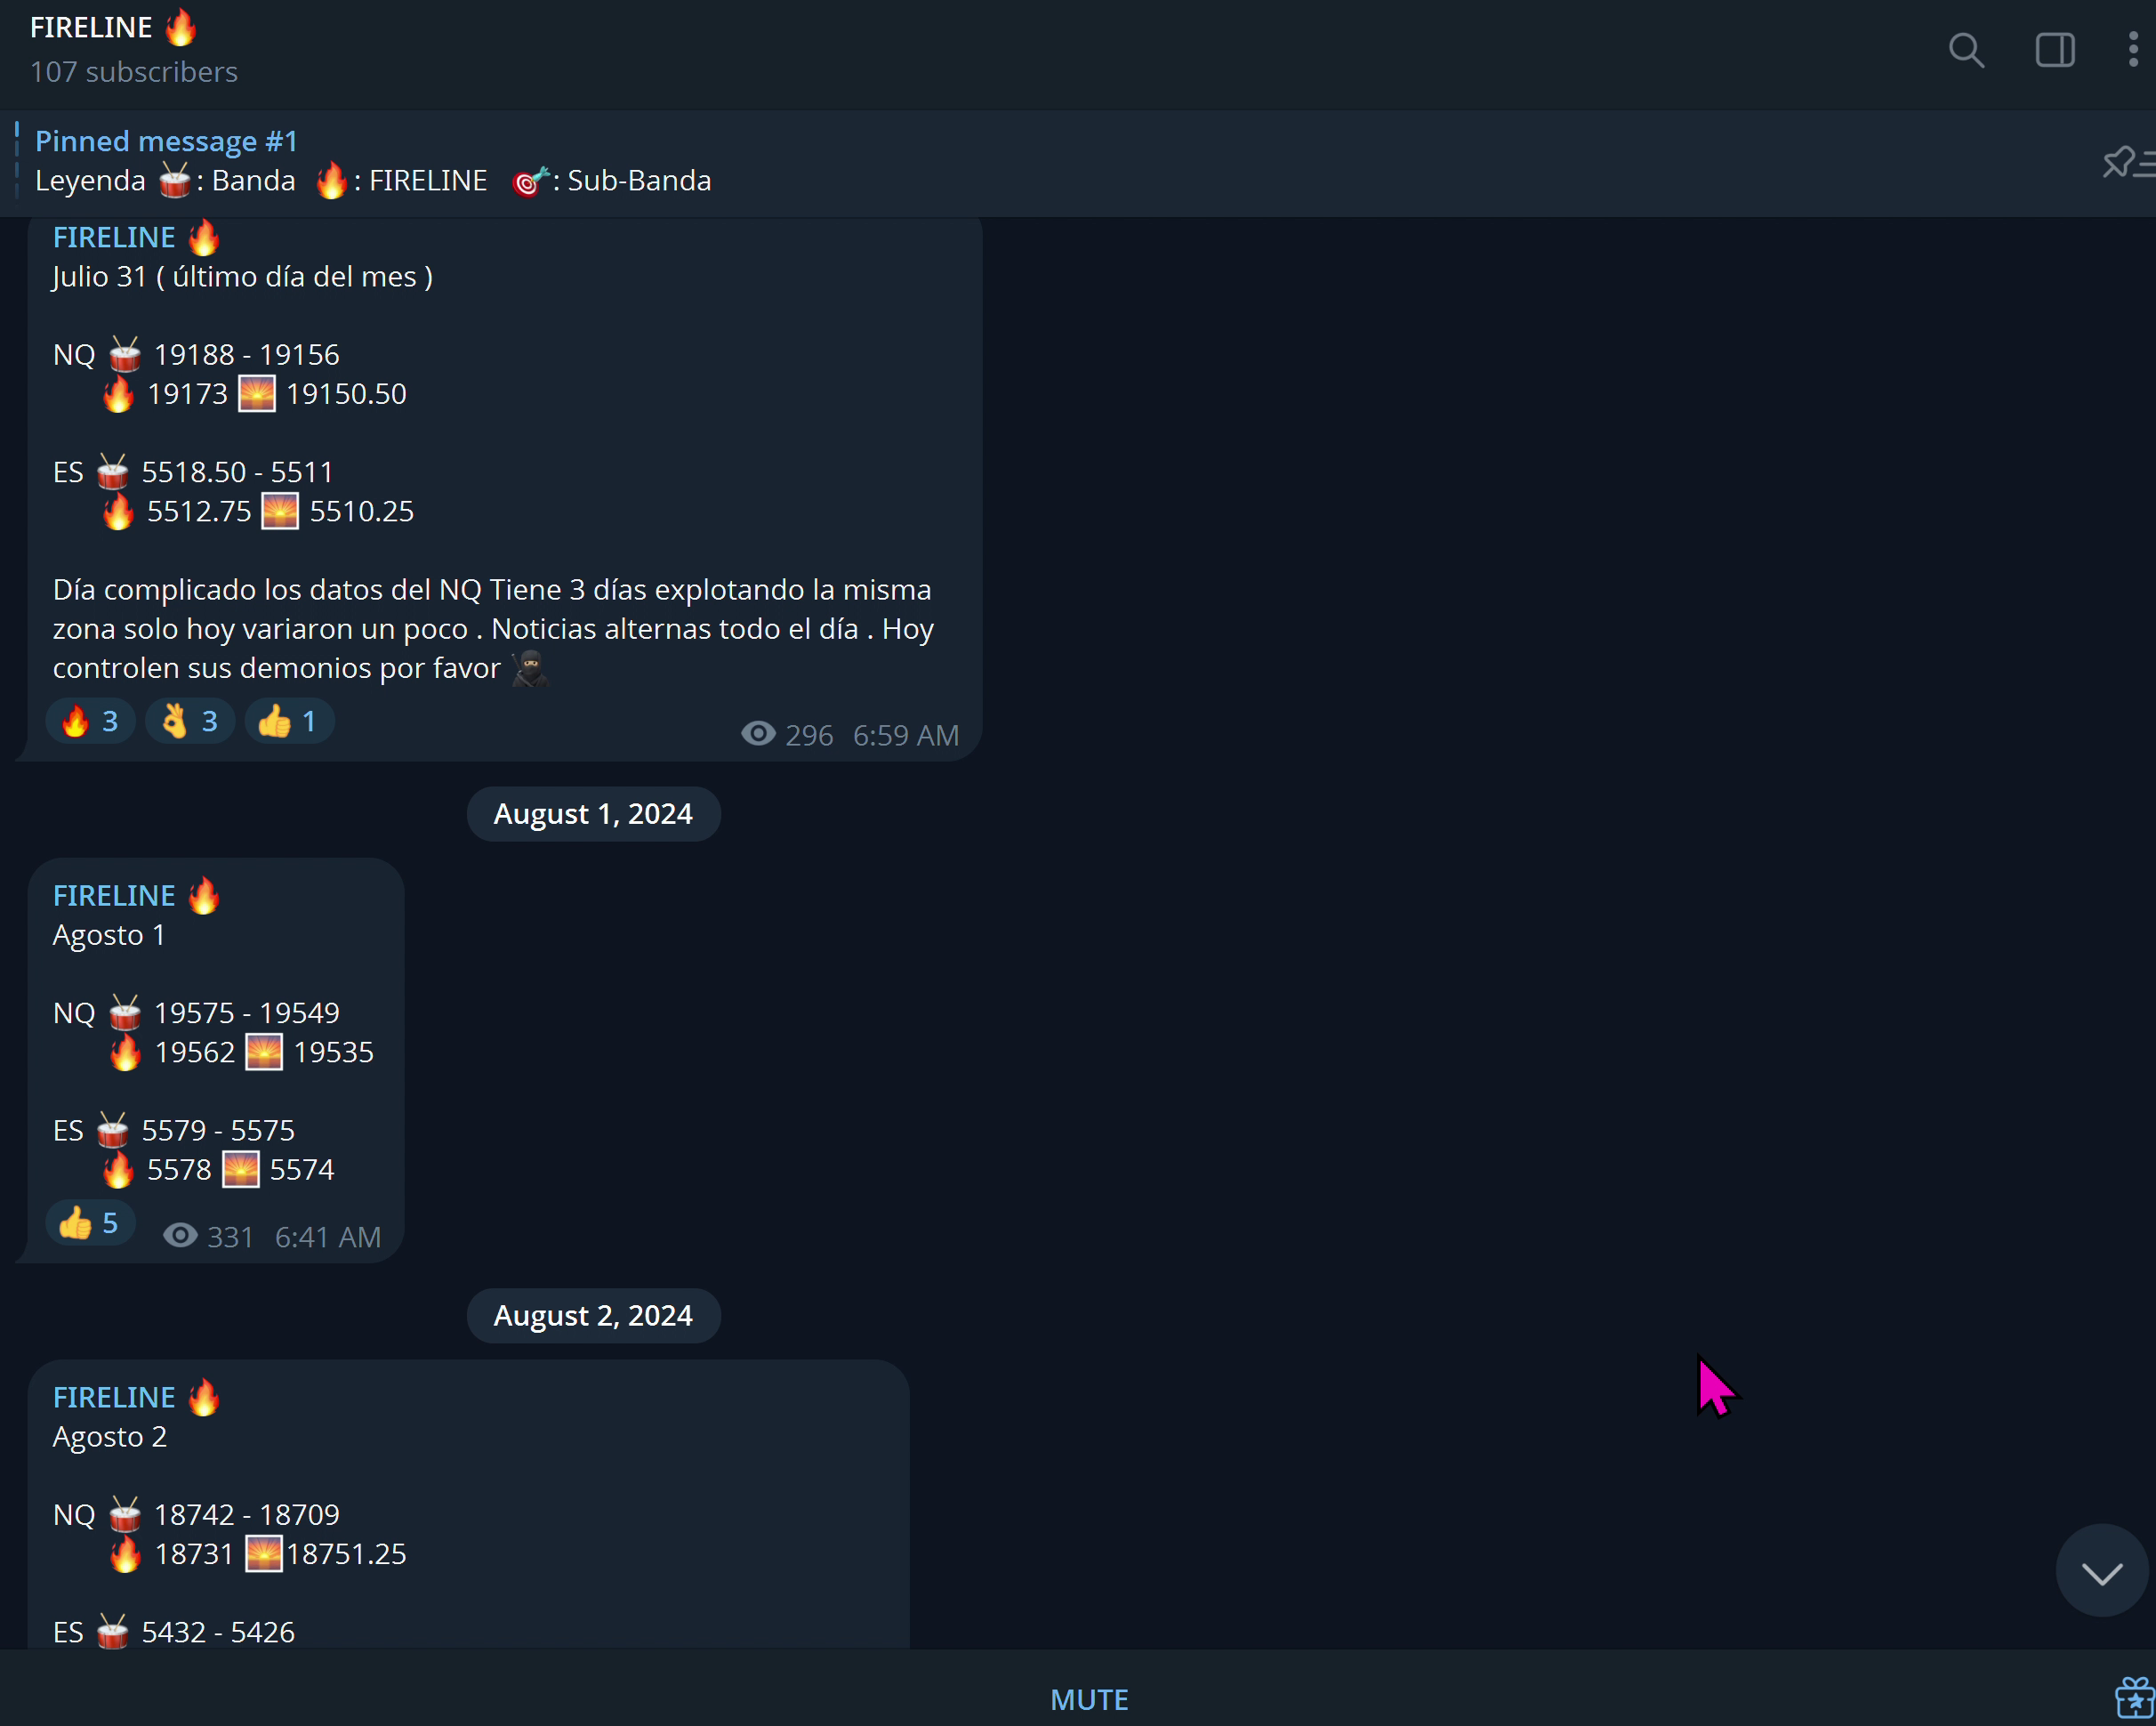 FIRELINE 🔥
107 subscribers
Pinned message #1
Leyenda 🥁: Banda 🔥: FIRELINE 🎯: Sub-Banda
FIRELINE 🔥
Julio 31 ( último día del mes )
NQ 🥁 19188 - 19156
🔥 19173 🌅 19150.50
ES 🥁 5518.50 - 5511
🔥 5512.75 🌅 5510.25
Día complicado los datos del NQ Tiene 3 días explotando la misma
zona solo hoy variaron un poco . Noticias alternas todo el día . Hoy
controlen sus demonios por favor 🥷
🔥 3 👌 3 👍 1
296 6:59 AM
August 1, 2024
FIRELINE 🔥
Agosto 1
NQ 🥁 19575 - 19549
🔥 19562 🌅 19535
ES 🥁 5579 - 5575
🔥 5578 🌅 5574
👍 5 331 6:41 AM
August 2, 2024
FIRELINE 🔥
Agosto 2
NQ 🥁 18742 - 18709
🔥 18731 🌅18751.25
ES 🥁 5432 - 5426
MUTE